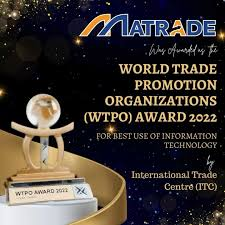 MATRADE
Was Awarded as the
WORLD TRADE
PROMOTION
ORGANIZATIONS
(WTPO) AWARD 2022
FOR BEST USE OF INFORMATION
TECHNOLOGY
by
International Trade
Centre (ITC)
WTPO AWARD 2022